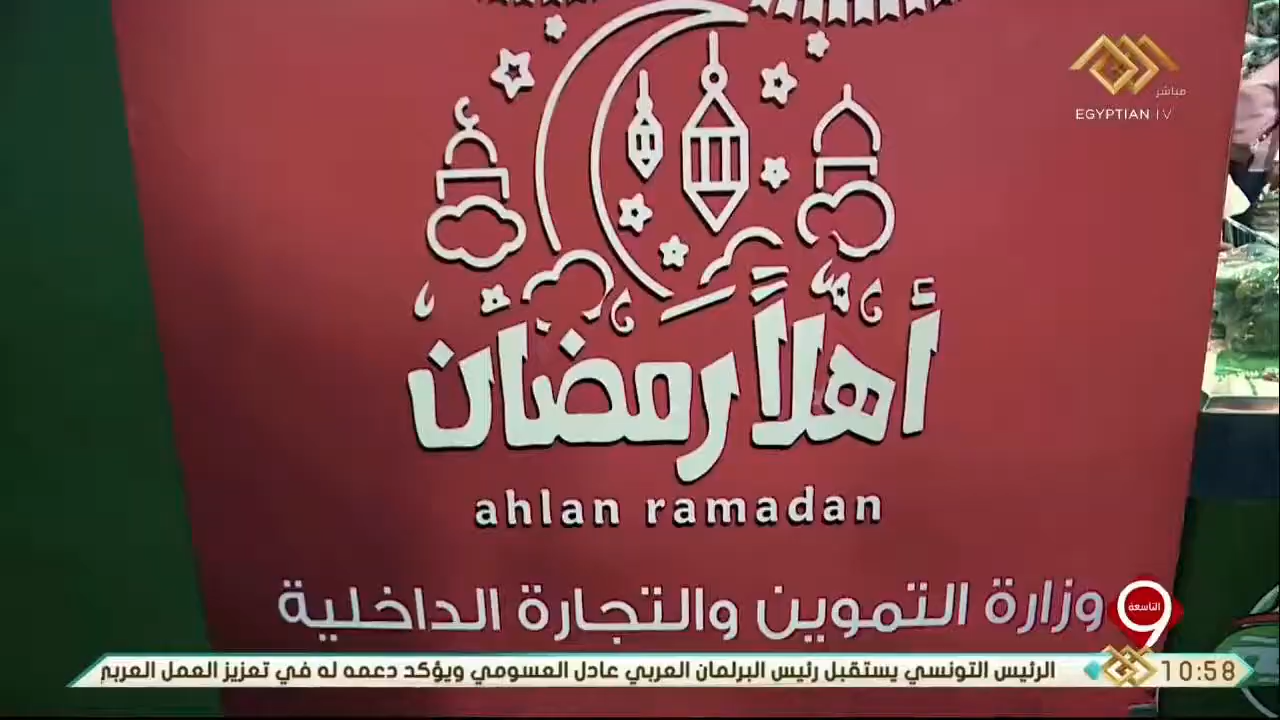 مباشر
EGYPTIAN TV
أهلاً رمضان
ahlan ramadan
وزارة التموين والتجارة الداخلية
التاسعة
9
الرئيس التونسي يستقبل رئيس البرلمان العربي عادل العسومي ويؤكد دعمه له في تعزيز العمل العربي
10:58